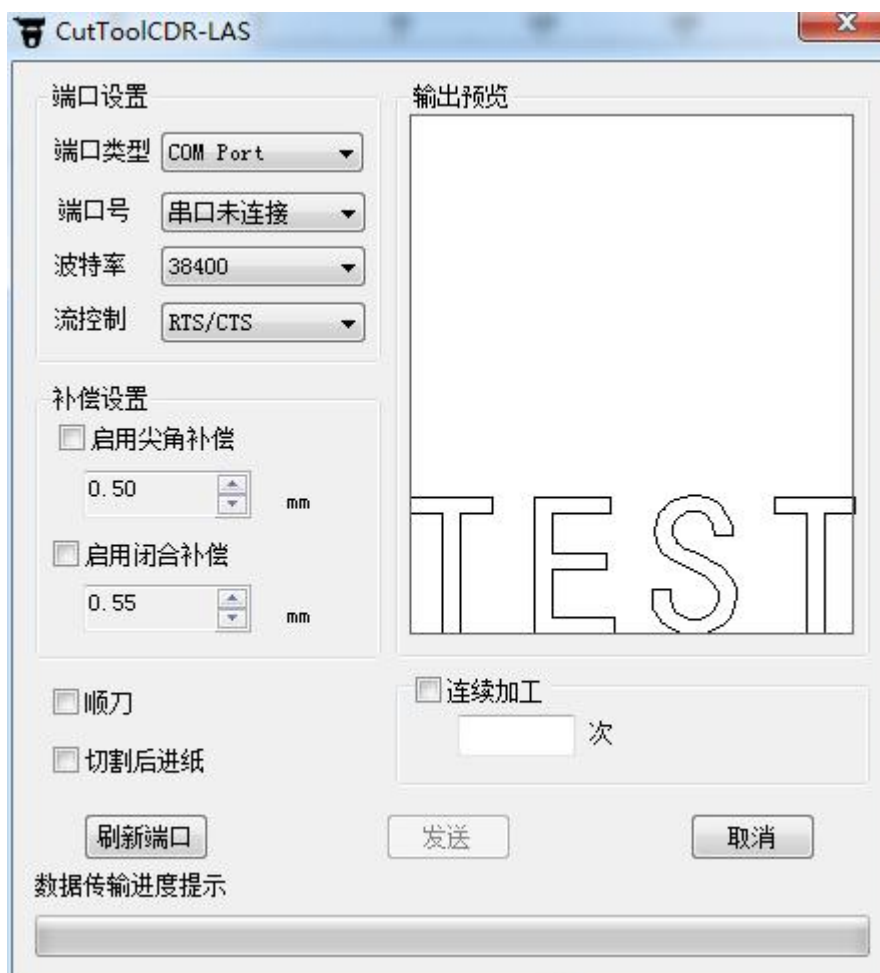 CutToolCDR-LAS
端口设置
端口类型 COM Port
端口号 串口未连接
波特率 38400
流控制 RTS/CTS
补偿设置
启用尖角补偿
0.50 mm
启用闭合补偿
0.55 mm
顺刀
切割后进纸
输出预览
TEST
连续加工
次
刷新端口 发送 取消
数据传输进度提示